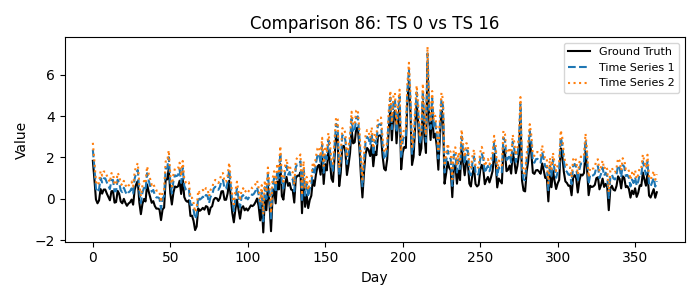 Comparison 86: TS 0 vs TS 16
Ground Truth
Time Series 1
Time Series 2
Value
6
4
2
0
−2
0 50 100 150 200 250 300 350
Day